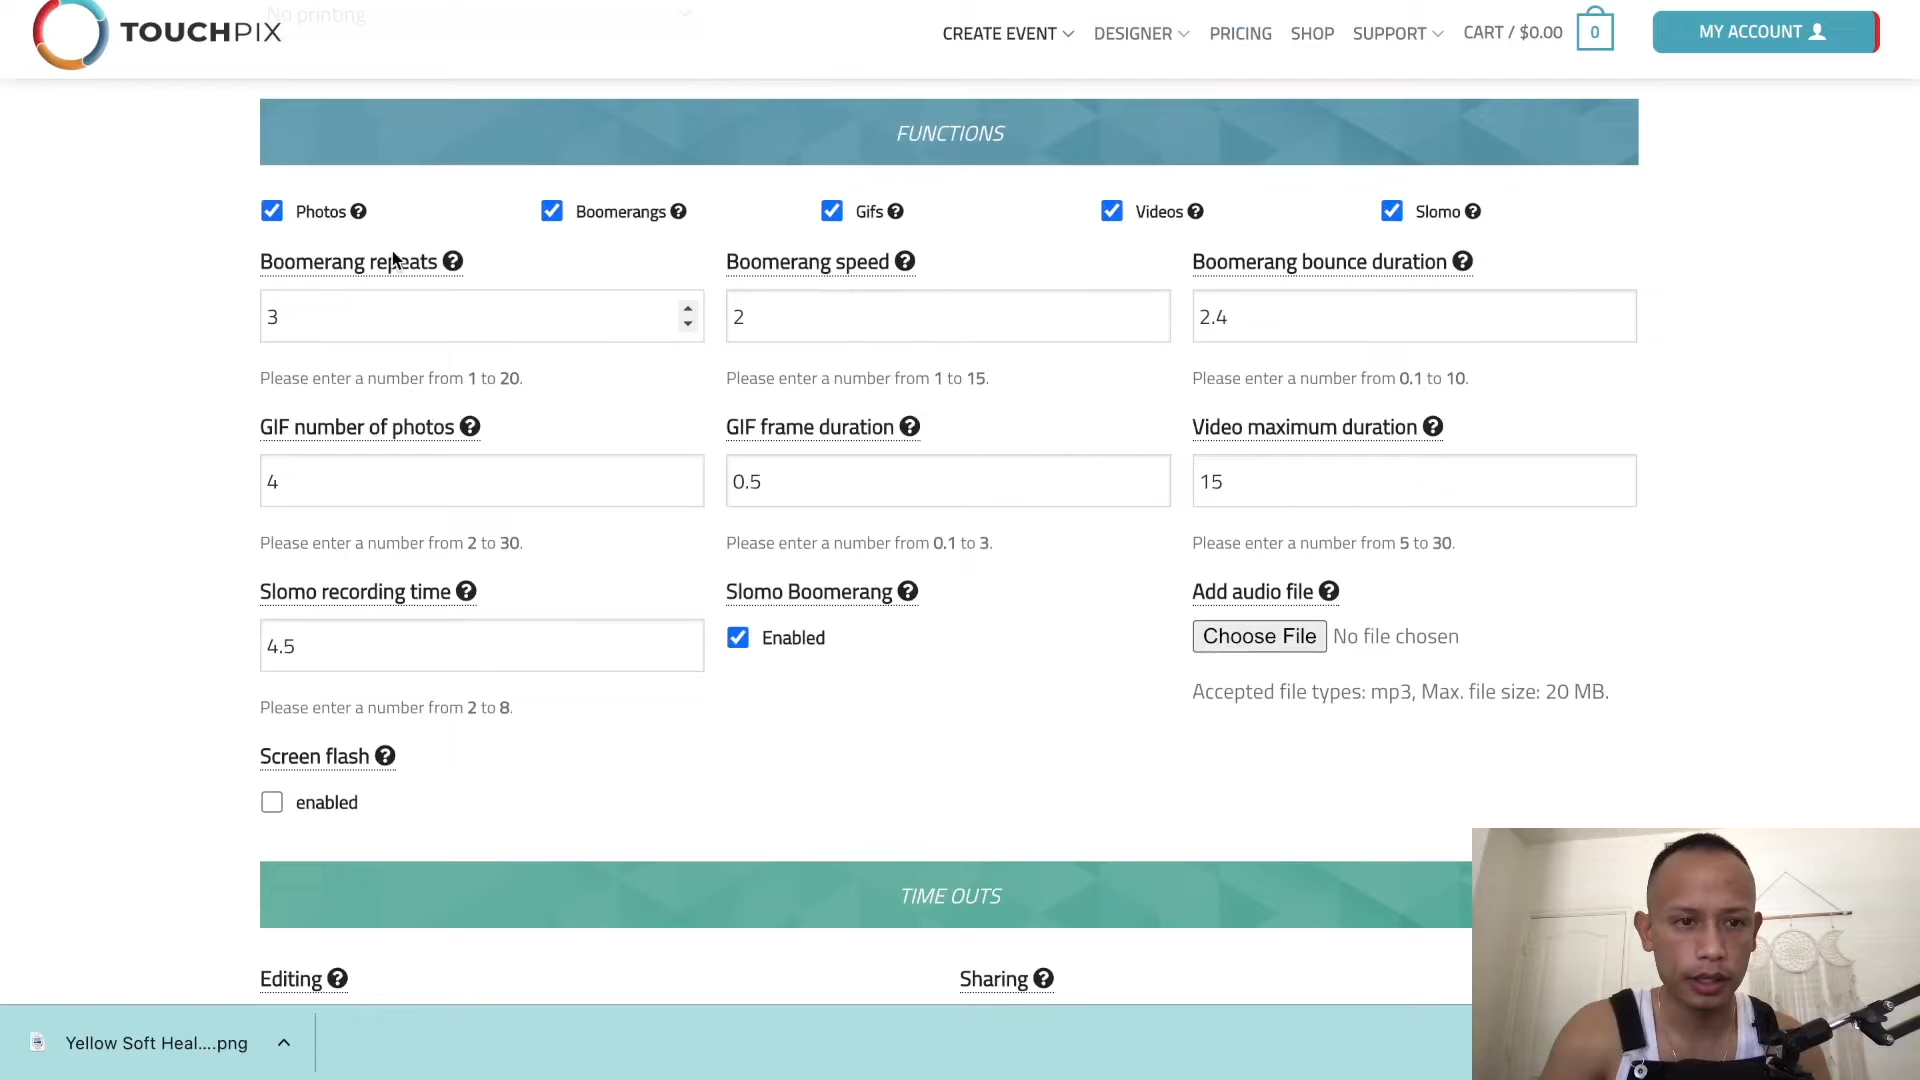 No printing
TOUCHPIX
CREATE EVENT DESIGNER PRICING SHOP SUPPORT CART / $0.00 0 MY ACCOUNT
FUNCTIONS
Photos Boomerangs Gifs Videos Slomo
Boomerang repeats Boomerang speed Boomerang bounce duration
3 2 2.4
Please enter a number from 1 to 20. Please enter a number from 1 to 15. Please enter a number from 0.1 to 10.
GIF number of photos GIF frame duration Video maximum duration
4 0.5 15
Please enter a number from 2 to 30. Please enter a number from 0.1 to 3. Please enter a number from 5 to 30.
Slomo recording time Slomo Boomerang Add audio file
4.5 Enabled Choose File No file chosen
Accepted file types: mp3, Max. file size: 20 MB.
Please enter a number from 2 to 8.
Screen flash
enabled
TIME OUTS
Editing Sharing
Yellow Soft Heal....png